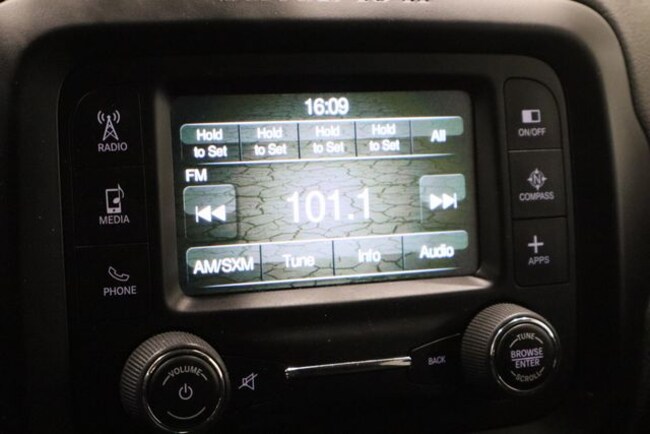 16:09
Hold to Set
Hold to Set
Hold to Set
Hold to Set
All
FM
101.1
AM/SXM
Tune
Info
Audio
RADIO
MEDIA
PHONE
ON/OFF
N
COMPASS
APPS
VOLUME
BACK
TUNE
BROWSE
ENTER
SCROLL